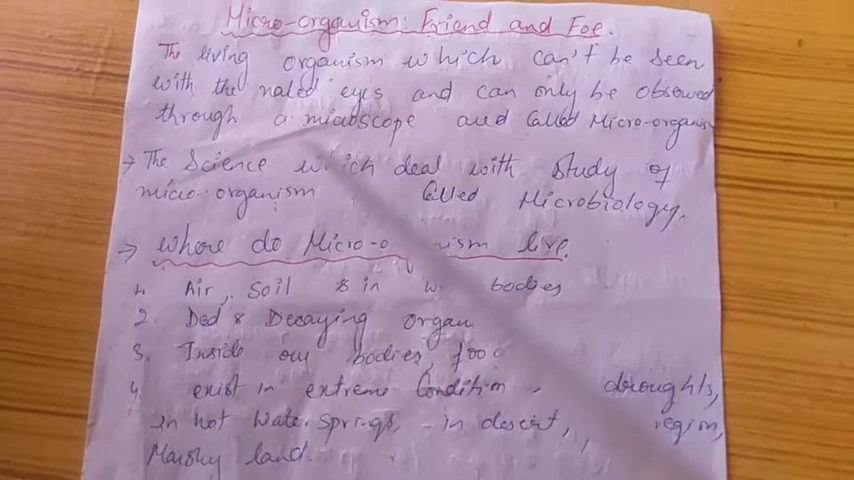 Micro-organism: Friend and Foe.
The living organism which can't be seen
with the naked eyes and can only be observed
through a microscope and Called Micro-organism
→ The Science which deal with study of
micro-organism Called Microbiology.
→ where do Micro-o nism live.
1. Air, Soil & in w bodies
2. Ded & Decaying organ
3. Inside our bodies, foo
4. exist in extreme Condition, droughts,
in hot Water springs, in desert, region,
Marshy land.